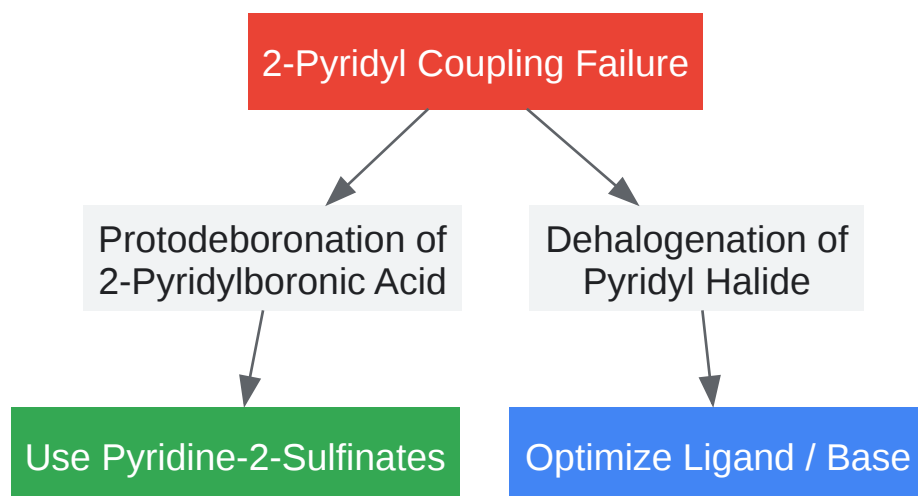 2-Pyridyl Coupling Failure
Protodeboronation of
2-Pyridylboronic Acid
Dehalogenation of
Pyridyl Halide
Use Pyridine-2-Sulfinates
Optimize Ligand / Base